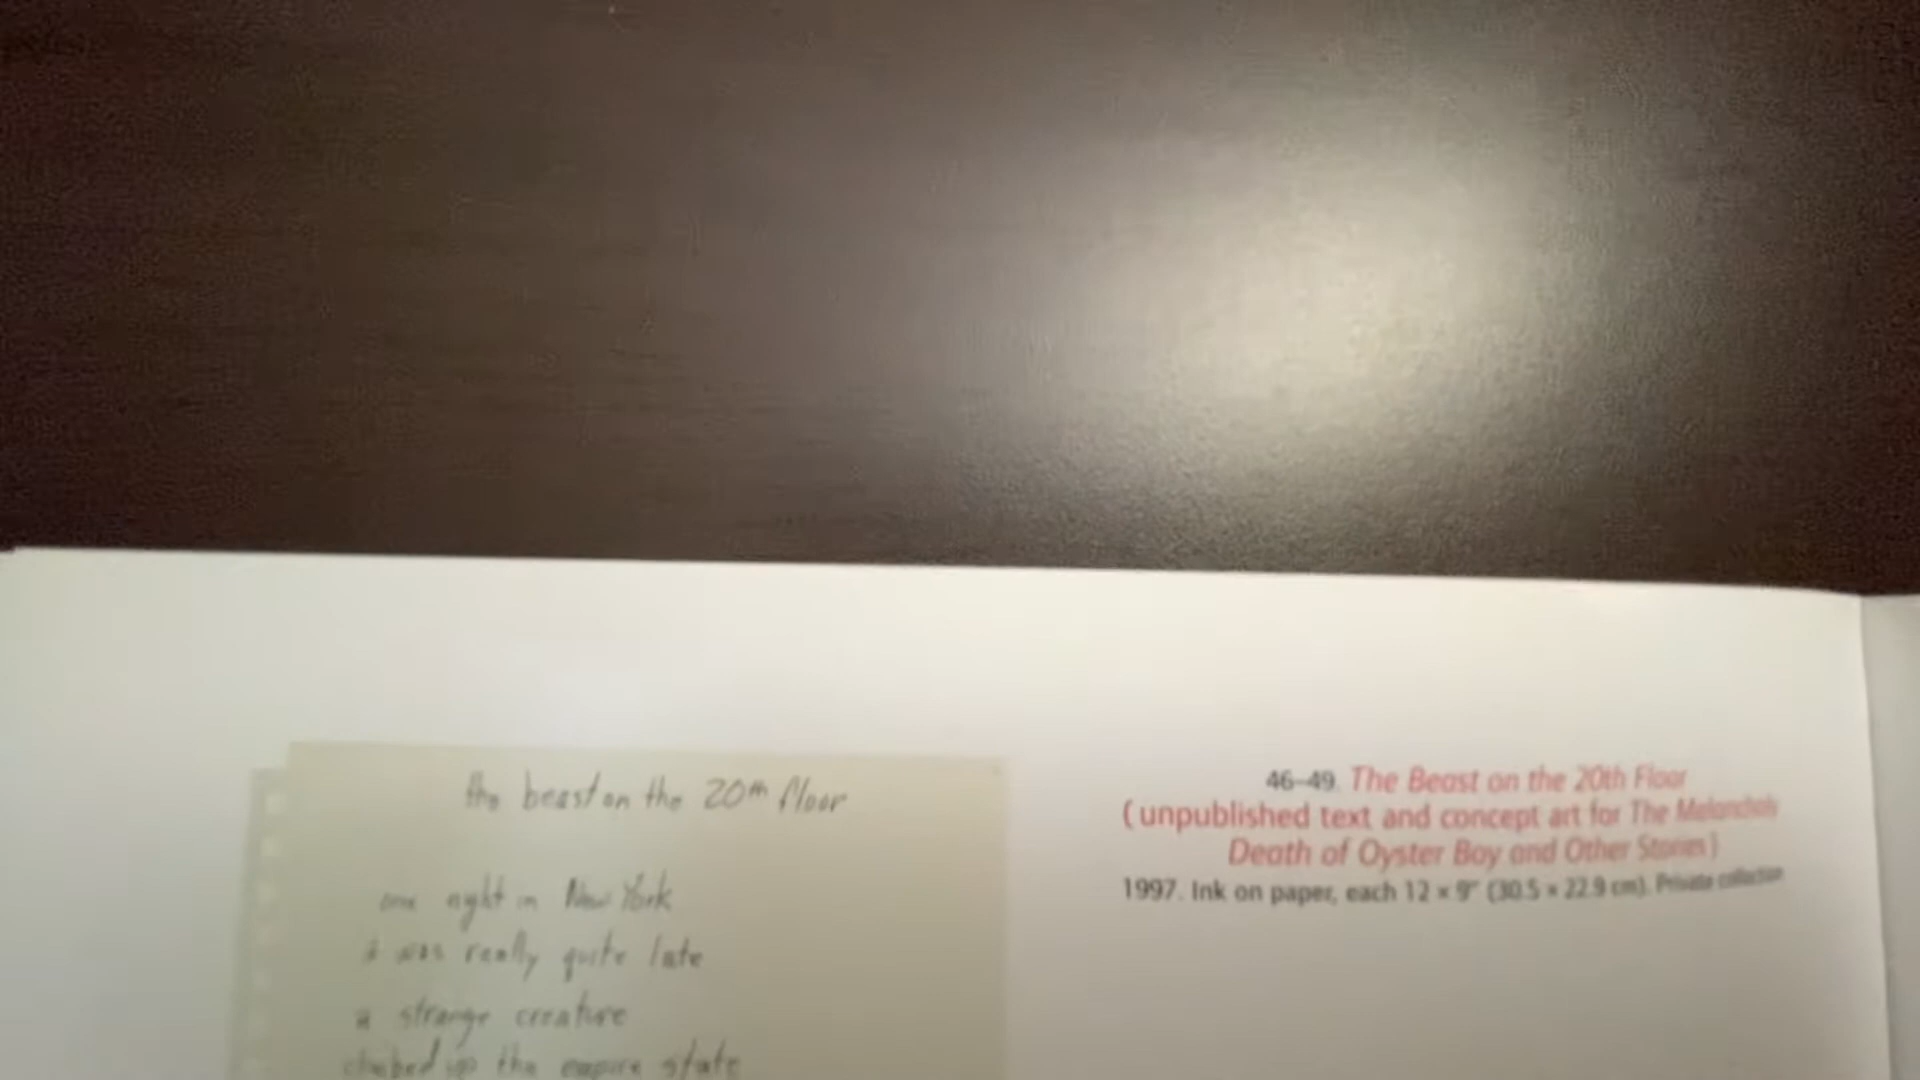 the beast on the 20th floor
one night in New York
it was really quite late
a strange creature
climbed up the empire state
46–49. The Beast on the 20th Floor
(unpublished text and concept art for The Melancholy
Death of Oyster Boy and Other Stories)
1997. Ink on paper, each 12 × 9" (30.5 × 22.9 cm). Private collection